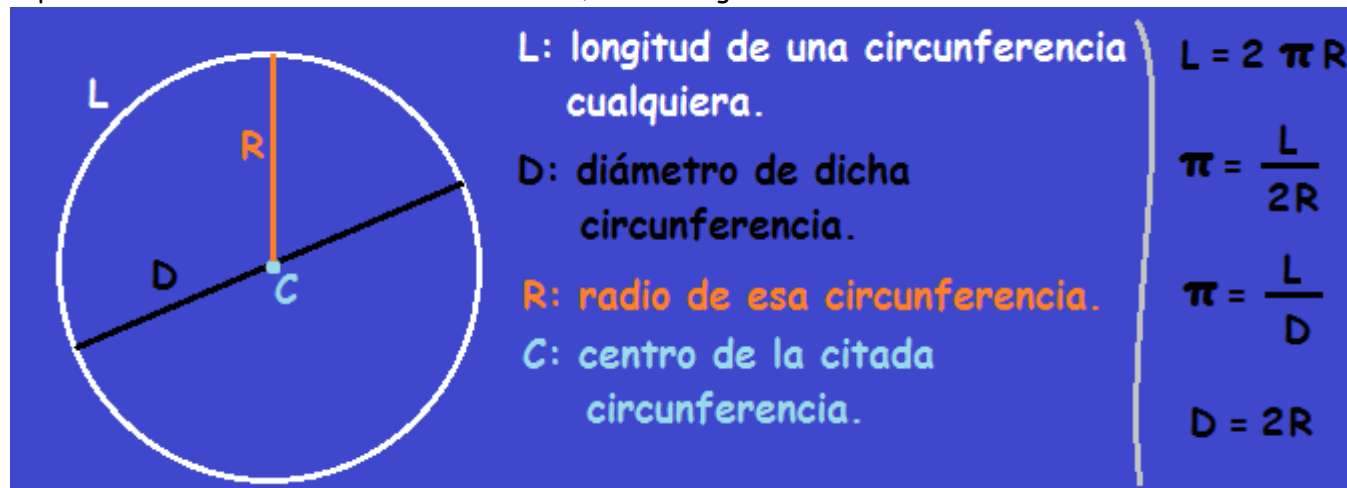 L
R
D
C
L: longitud de una circunferencia
cualquiera.
D: diámetro de dicha
circunferencia.
R: radio de esa circunferencia.
C: centro de la citada
circunferencia.
L = 2 π R
π = L
2R
π = L
D
D = 2R